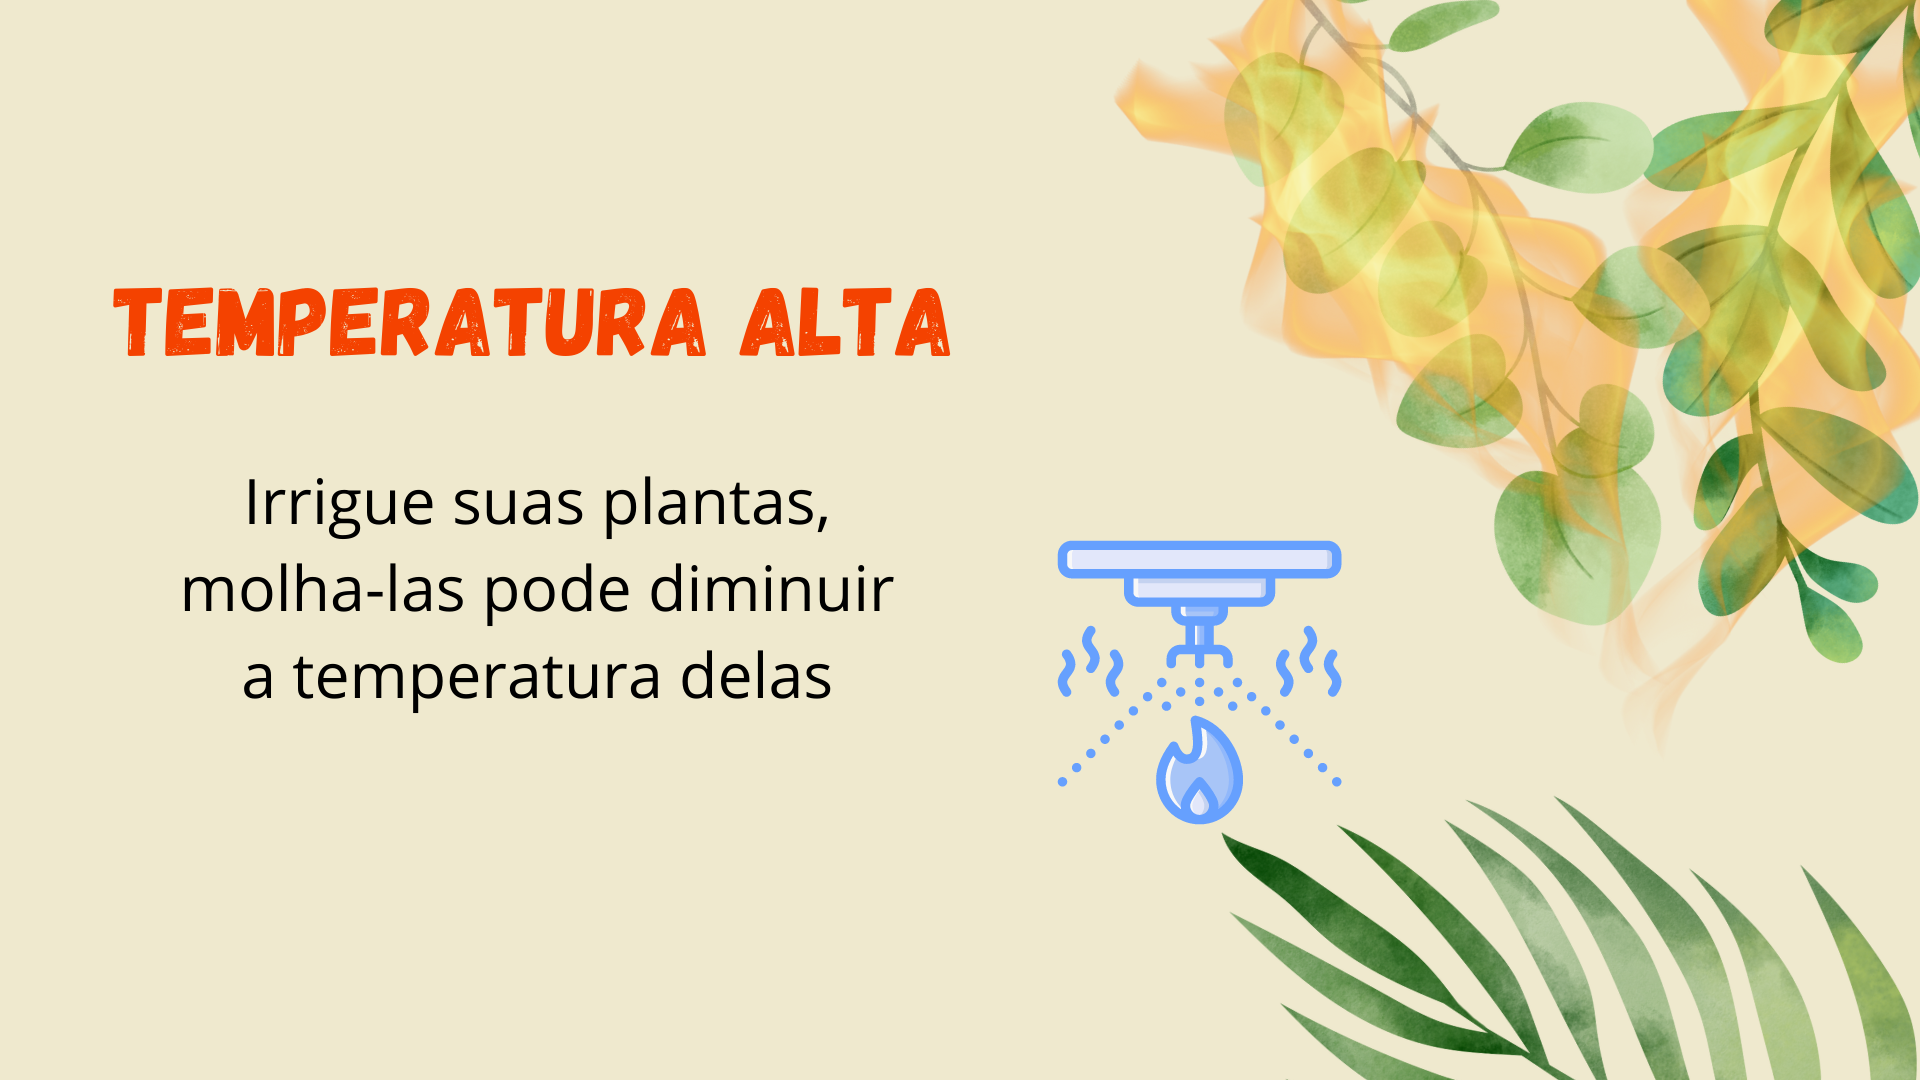 TEMPERATURA ALTA
Irrigue suas plantas,
molha-las pode diminuir
a temperatura delas